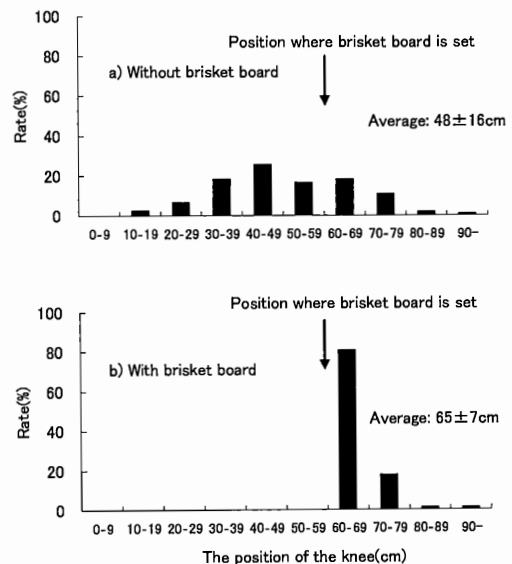 100
Position where brisket board is set
80
a) Without brisket board
60
Average: 48±16cm
40
20
0
Rate(%)
0-9 10-19 20-29 30-39 40-49 50-59 60-69 70-79 80-89 90-
Position where brisket board is set
100
80
b) With brisket board
60
Average: 65±7cm
40
20
0
Rate(%)
0-9 10-19 20-29 30-39 40-49 50-59 60-69 70-79 80-89 90-
The position of the knee(cm)